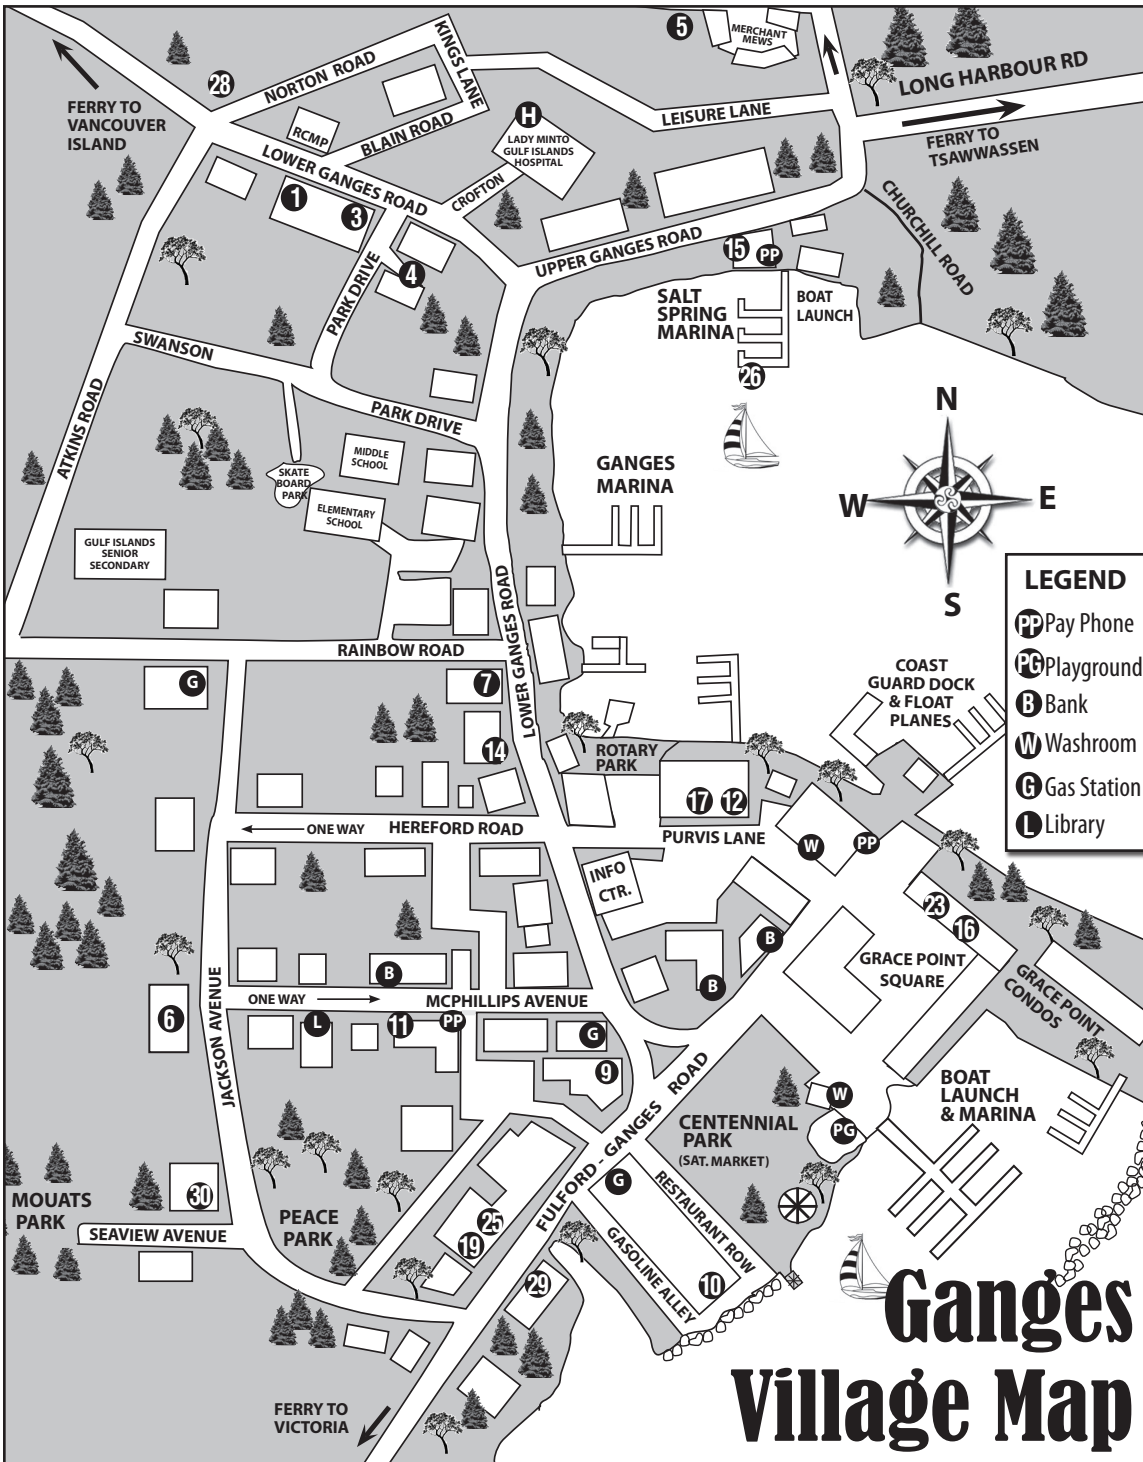 5
MERCHANT
MEWS
KINGS LANE
NORTON ROAD
28
LONG HARBOUR RD
FERRY TO
VANCOUVER
ISLAND
RCMP
BLAIN ROAD
H
LADY MINTO
GULF ISLANDS
HOSPITAL
LEISURE LANE
FERRY TO
TSAWWASSEN
LOWER GANGES ROAD
CROFTON
1
3
CHURCHILL ROAD
UPPER GANGES ROAD
15
PP
4
PARK DRIVE
SALT
SPRING
MARINA
BOAT
LAUNCH
26
SWANSON
PARK DRIVE
ATKINS ROAD
N
W
E
S
MIDDLE
SCHOOL
SKATE
BOARD
PARK
ELEMENTARY
SCHOOL
GANGES
MARINA
GULF ISLANDS
SENIOR
SECONDARY
LEGEND
PP Pay Phone
PG Playground
B Bank
W Washroom
G Gas Station
L Library
LOWER GANGES ROAD
RAINBOW ROAD
G
7
14
COAST
GUARD DOCK
& FLOAT
PLANES
ROTARY
PARK
17
12
ONE WAY
HEREFORD ROAD
PURVIS LANE
W
PP
INFO
CTR.
23
16
B
B
B
GRACE POINT
SQUARE
GRACE POINT
CONDOS
JACKSON AVENUE
ONE WAY
MCPHILLIPS AVENUE
6
L
11
PP
G
9
BOAT
LAUNCH
& MARINA
FULFORD - GANGES ROAD
CENTENNIAL
PARK
(SAT. MARKET)
W
PG
MOUATS
PARK
30
SEAVIEW AVENUE
PEACE
PARK
25
19
G
RESTAURANT ROW
GASOLINE ALLEY
10
29
FERRY TO
VICTORIA
Ganges
Village Map